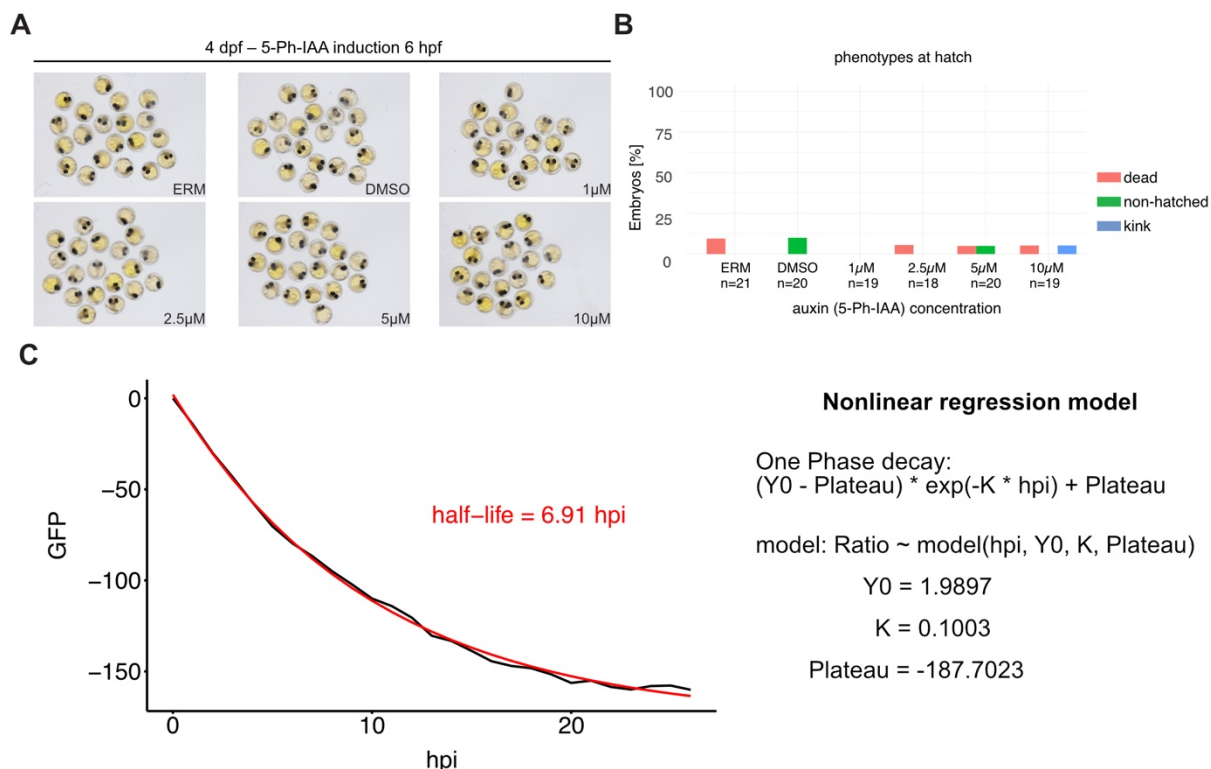 A
4 dpf – 5-Ph-IAA induction 6 hpf
ERM
DMSO
1µM
2.5µM
5µM
10µM
B
phenotypes at hatch
100
75
50
25
0
Embryos [%]
ERM
n=21
DMSO
n=20
1µM
n=19
2.5µM
n=18
5µM
n=20
10µM
n=19
auxin (5-Ph-IAA) concentration
dead
non-hatched
kink
C
0
−50
−100
−150
GFP
half−life = 6.91 hpi
0
10
20
hpi
Nonlinear regression model
One Phase decay:
(Y0 - Plateau) * exp(-K * hpi) + Plateau
model: Ratio ~ model(hpi, Y0, K, Plateau)
Y0 = 1.9897
K = 0.1003
Plateau = -187.7023